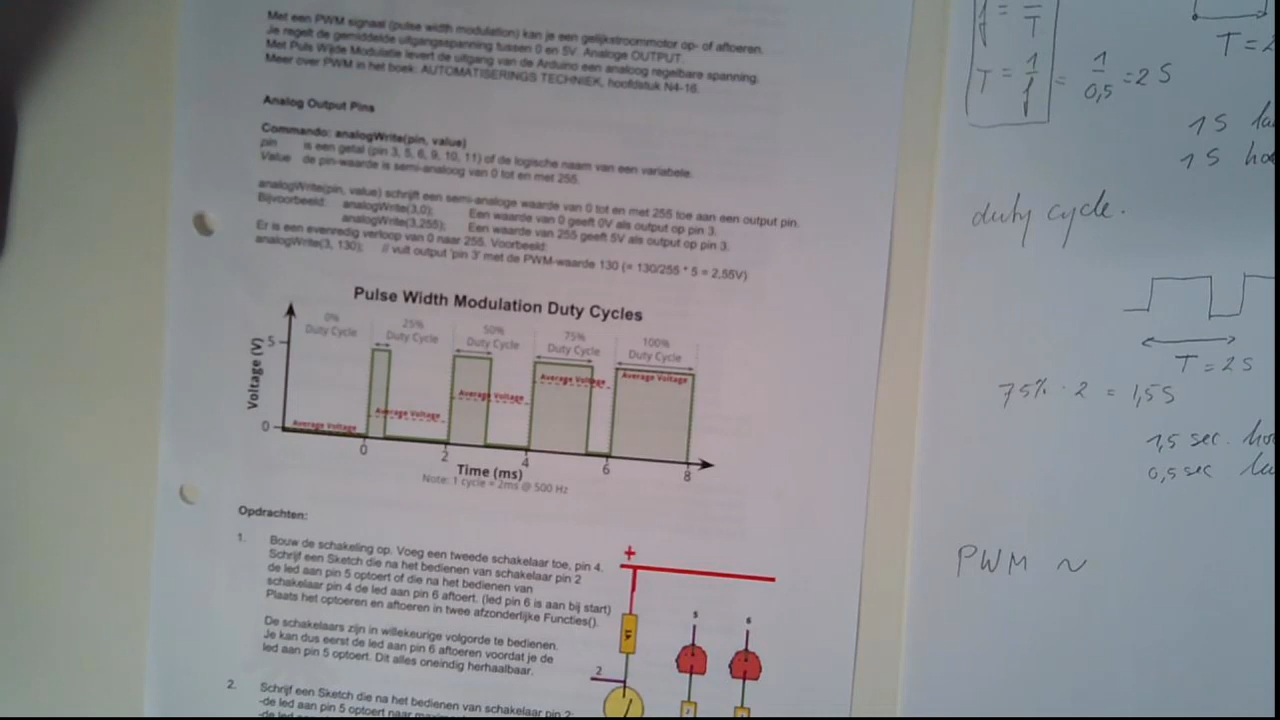 Met een PWM signaal (pulse width modulation) kan je een gelijkstroommotor op- of aftoeren.
Je regelt de gemiddelde uitgangsspanning tussen 0 en 5V. Analoge OUTPUT.
Met Puls Wijde Modulatie levert de uitgang van de Arduino een analoog regelbare spanning.
Meer over PWM in het boek: AUTOMATISERINGS TECHNIEK, hoofdstuk N4-16.
Analog Output Pins
Commando: analogWrite(pin, value)
pin is een getal (pin 3, 5, 6, 9, 10, 11) of de logische naam van een variabele.
Value de pin-waarde is semi-analoog van 0 tot en met 255.
analogWrite(pin, value) schrijft een semi-analoge waarde van 0 tot en met 255 toe aan een output pin.
Bijvoorbeeld: analogWrite(3,0); Een waarde van 0 geeft 0V als output op pin 3.
analogWrite(3,255); Een waarde van 255 geeft 5V als output op pin 3.
Er is een evenredig verloop van 0 naar 255. Voorbeeld:
analogWrite(3, 130); // vult output 'pin 3' met de PWM-waarde 130 (= 130/255 * 5 = 2,55V)
Pulse Width Modulation Duty Cycles
0% Duty Cycle
25% Duty Cycle
50% Duty Cycle
75% Duty Cycle
100% Duty Cycle
Voltage (V)
5
0
Average Voltage
Average Voltage
Average Voltage
Average Voltage
Average Voltage
0 2 4 6 8
Time (ms)
Note: 1 cycle = 2ms @ 500 Hz
Opdrachten:
1. Bouw de schakeling op. Voeg een tweede schakelaar toe, pin 4.
Schrijf een Sketch die na het bedienen van schakelaar pin 2
de led aan pin 5 optoert of die na het bedienen van
schakelaar pin 4 de led aan pin 6 aftoert. (led pin 6 is aan bij start)
Plaats het optoeren en aftoeren in twee afzonderlijke Functies().
De schakelaars zijn in willekeurige volgorde te bedienen.
Je kan dus eerst de led aan pin 6 aftoeren voordat je de
led aan pin 5 optoert. Dit alles oneindig herhaalbaar.
2. Schrijf een Sketch die na het bedienen van schakelaar pin 2:
-de led aan pin 5 optoert naar
+
5 6
1k
2
f = 1/T
T = 1/f = 1/0,5 = 2 S
T = 2
1 S
1 S
duty cycle.
T = 2 S
75% · 2 = 1,5 S
1,5 sec.
0,5 sec
PWM ~